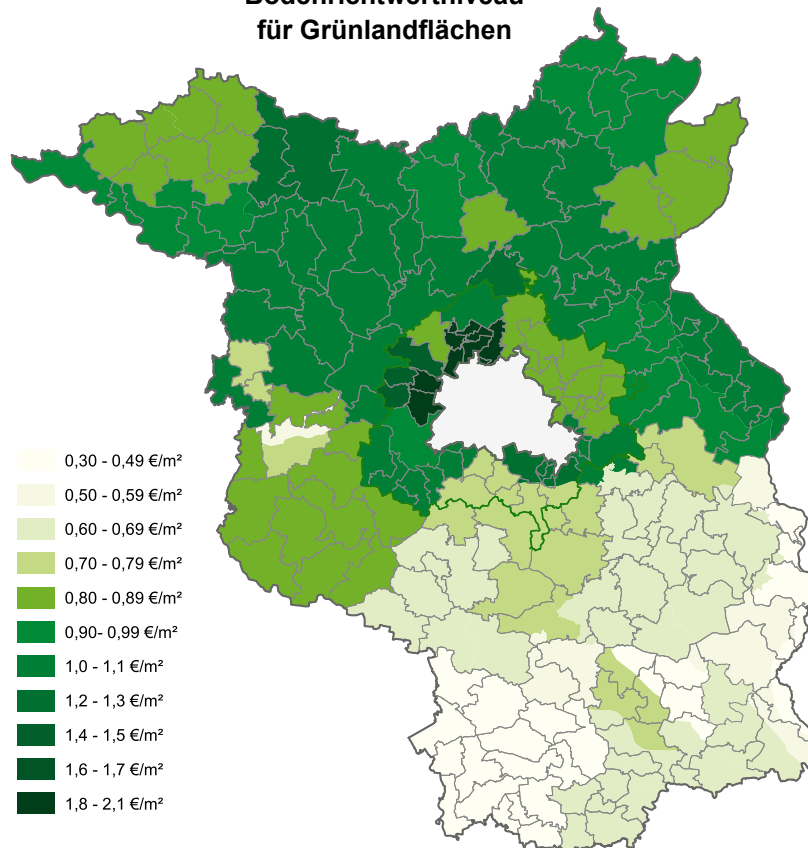 Bodenrichtwertniveau
für Grünlandflächen
0,30 - 0,49 €/m²
0,50 - 0,59 €/m²
0,60 - 0,69 €/m²
0,70 - 0,79 €/m²
0,80 - 0,89 €/m²
0,90- 0,99 €/m²
1,0 - 1,1 €/m²
1,2 - 1,3 €/m²
1,4 - 1,5 €/m²
1,6 - 1,7 €/m²
1,8 - 2,1 €/m²